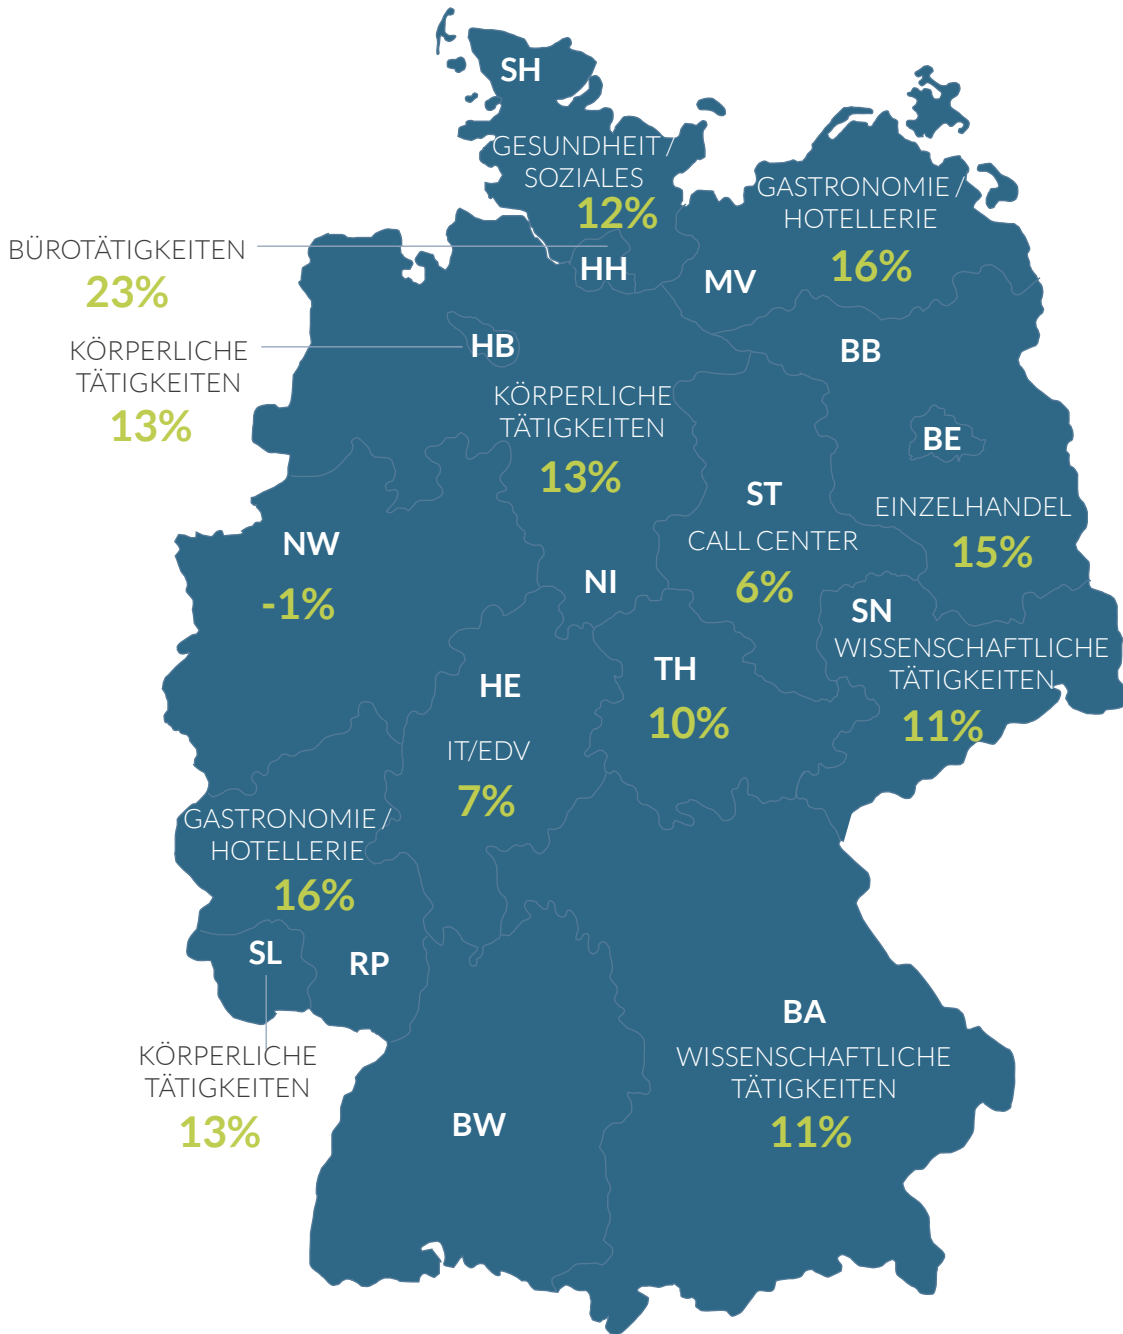 SH
GESUNDHEIT /
SOZIALES
12%
GASTRONOMIE /
HOTELLERIE
16%
MV
BÜROTÄTIGKEITEN
23%
HH
KÖRPERLICHE
TÄTIGKEITEN
13%
HB
BB
KÖRPERLICHE
TÄTIGKEITEN
13%
NI
BE
EINZELHANDEL
15%
ST
CALL CENTER
6%
NW
-1%
SN
WISSENSCHAFTLICHE
TÄTIGKEITEN
11%
TH
10%
HE
IT/EDV
7%
GASTRONOMIE /
HOTELLERIE
16%
RP
SL
KÖRPERLICHE
TÄTIGKEITEN
13%
BA
WISSENSCHAFTLICHE
TÄTIGKEITEN
11%
BW